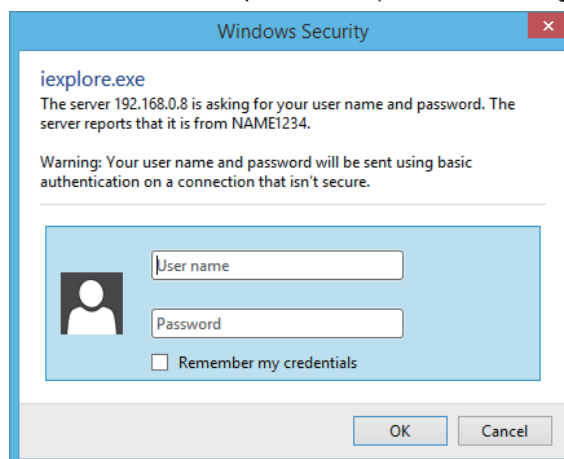 Windows Security
iexplore.exe
The server 192.168.0.8 is asking for your user name and password. The
server reports that it is from NAME1234.
Warning: Your user name and password will be sent using basic
authentication on a connection that isn't secure.
User name
Password
Remember my credentials
OK Cancel